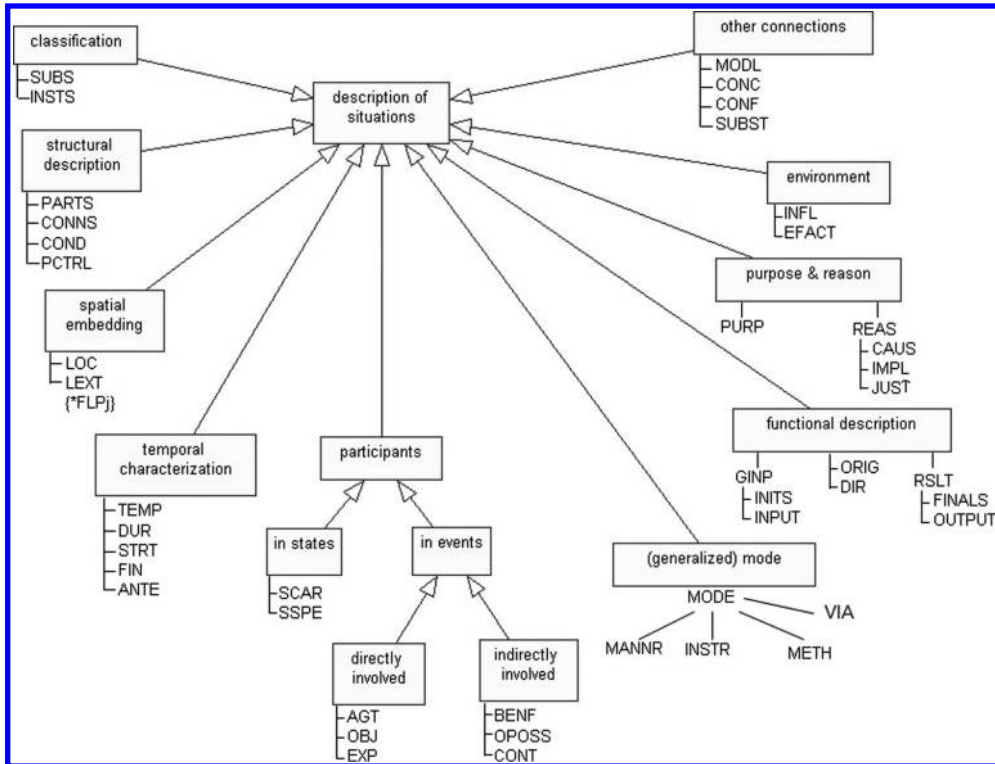 classification
SUBS
INSTS
other connections
MODL
CONC
CONF
SUBST
description of
situations
structural
description
PARTS
CONNS
COND
PCTRL
environment
INFL
EFACT
spatial
embedding
LOC
LEXT
{*FLPj}
purpose & reason
PURP
REAS
CAUS
IMPL
JUST
temporal
characterization
TEMP
DUR
STRT
FIN
ANTE
participants
in states
SCAR
SSPE
in events
directly
involved
AGT
OBJ
EXP
indirectly
involved
BENF
OPOSS
CONT
functional description
GINP
INITS
INPUT
ORIG
DIR
RSLT
FINALS
OUTPUT
(generalized) mode
MODE
VIA
MANNR
INSTR
METH